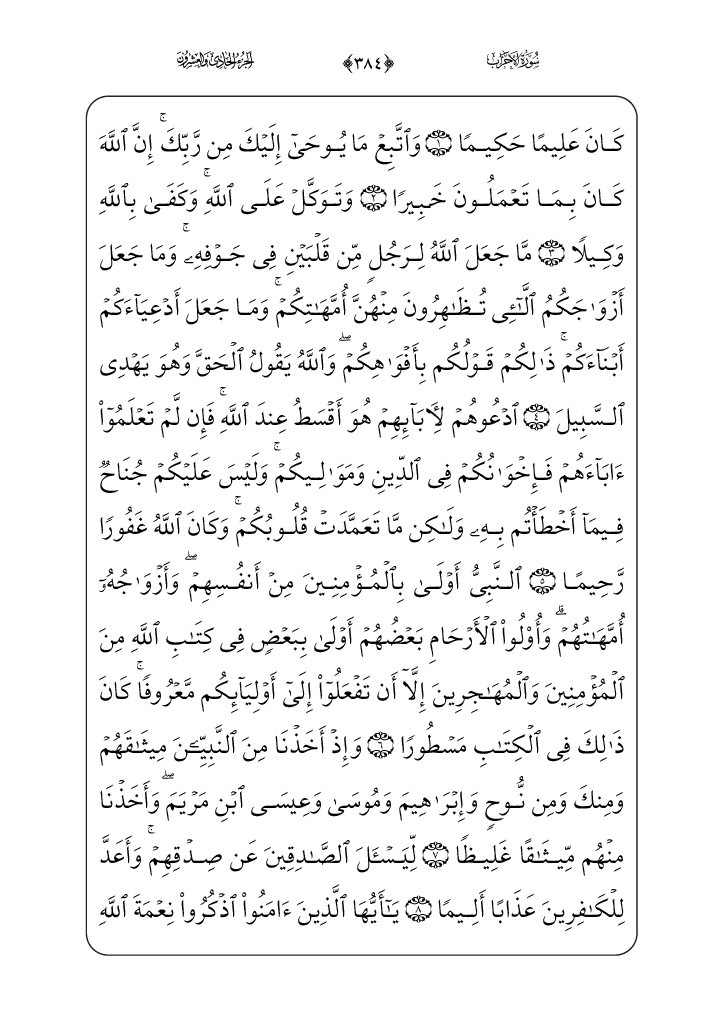 سُورَةُ الأَحْزَابِ ﴿٣٨٤﴾ الجُزْءُ الحَادِي وَالعِشْرُونَ
كَانَ عَلِيمًا حَكِيمٗا ١ وَٱتَّبِعۡ مَا يُوحَىٰٓ إِلَيۡكَ مِن رَّبِّكَۚ إِنَّ ٱللَّهَ
كَانَ بِمَا تَعۡمَلُونَ خَبِيرٗا ٢ وَتَوَكَّلۡ عَلَى ٱللَّهِۚ وَكَفَىٰ بِٱللَّهِ
وَكِيلٗا ٣ مَّا جَعَلَ ٱللَّهُ لِرَجُلٖ مِّن قَلۡبَيۡنِ فِي جَوۡفِهِۦۚ وَمَا جَعَلَ
أَزۡوَٰجَكُمُ ٱلَّٰٓـِٔي تُظَٰهِرُونَ مِنۡهُنَّ أُمَّهَٰتِكُمۡۚ وَمَا جَعَلَ أَدۡعِيَآءَكُمۡ
أَبۡنَآءَكُمۡۚ ذَٰلِكُمۡ قَوۡلُكُم بِأَفۡوَٰهِكُمۡۖ وَٱللَّهُ يَقُولُ ٱلۡحَقَّ وَهُوَ يَهۡدِي
ٱلسَّبِيلَ ٤ ٱدۡعُوهُمۡ لِأٓبَآئِهِمۡ هُوَ أَقۡسَطُ عِندَ ٱللَّهِۚ فَإِن لَّمۡ تَعۡلَمُوٓاْ
ءَابَآءَهُمۡ فَإِخۡوَٰنُكُمۡ فِي ٱلدِّينِ وَمَوَٰلِيكُمۡۚ وَلَيۡسَ عَلَيۡكُمۡ جُنَاحٞ
فِيمَآ أَخۡطَأۡتُم بِهِۦ وَلَٰكِن مَّا تَعَمَّدَتۡ قُلُوبُكُمۡۚ وَكَانَ ٱللَّهُ غَفُورٗا
رَّحِيمًا ٥ ٱلنَّبِيُّ أَوۡلَىٰ بِٱلۡمُؤۡمِنِينَ مِنۡ أَنفُسِهِمۡۖ وَأَزۡوَٰجُهُۥٓ
أُمَّهَٰتُهُمۡۗ وَأُوْلُواْ ٱلۡأَرۡحَامِ بَعۡضُهُمۡ أَوۡلَىٰ بِبَعۡضٖ فِي كِتَٰبِ ٱللَّهِ مِنَ
ٱلۡمُؤۡمِنِينَ وَٱلۡمُهَٰجِرِينَ إِلَّآ أَن تَفۡعَلُوٓاْ إِلَىٰٓ أَوۡلِيَآئِكُم مَّعۡرُوفٗاۚ كَانَ
ذَٰلِكَ فِي ٱلۡكِتَٰبِ مَسۡطُورٗا ٦ وَإِذۡ أَخَذۡنَا مِنَ ٱلنَّبِيِّـۧنَ مِيثَٰقَهُمۡ
وَمِنكَ وَمِن نُّوحٖ وَإِبۡرَٰهِيمَ وَمُوسَىٰ وَعِيسَى ٱبۡنِ مَرۡيَمَۖ وَأَخَذۡنَا
مِنۡهُم مِّيثَٰقًا غَلِيظٗا ٧ لِّيَسۡـَٔلَ ٱلصَّٰدِقِينَ عَن صِدۡقِهِمۡۚ وَأَعَدَّ
لِلۡكَٰفِرِينَ عَذَابًا أَلِيمٗا ٨ يَٰٓأَيُّهَا ٱلَّذِينَ ءَامَنُواْ ٱذۡكُرُواْ نِعۡمَةَ ٱللَّهِ